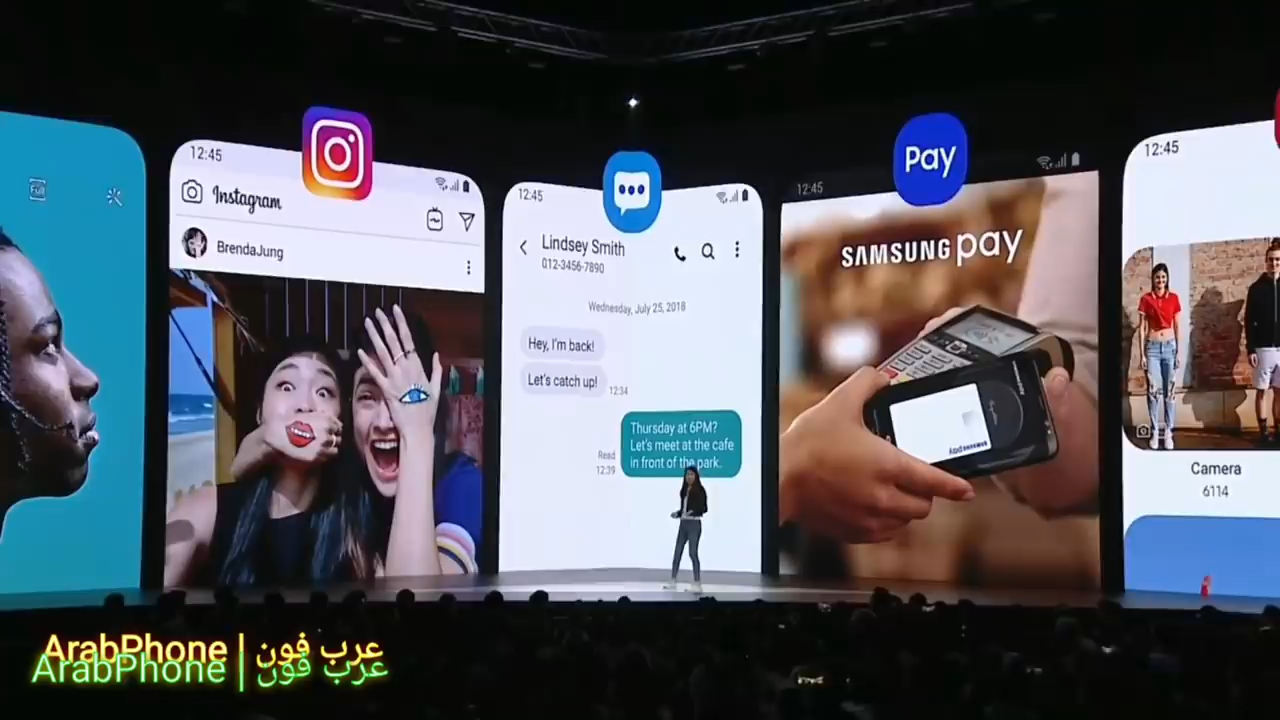 12:45
Instagram
BrendaJung
12:45
Lindsey Smith
012-3456-7890
Wednesday, July 25, 2018
Hey, I'm back!
Let's catch up!
12:34
Thursday at 6PM?
Let's meet at the cafe
in front of the park.
Read
12:39
Pay
12:45
SAMSUNG pay
12:45
Camera
6114
ArabPhone | عرب فون
ArabPhone | عرب فون